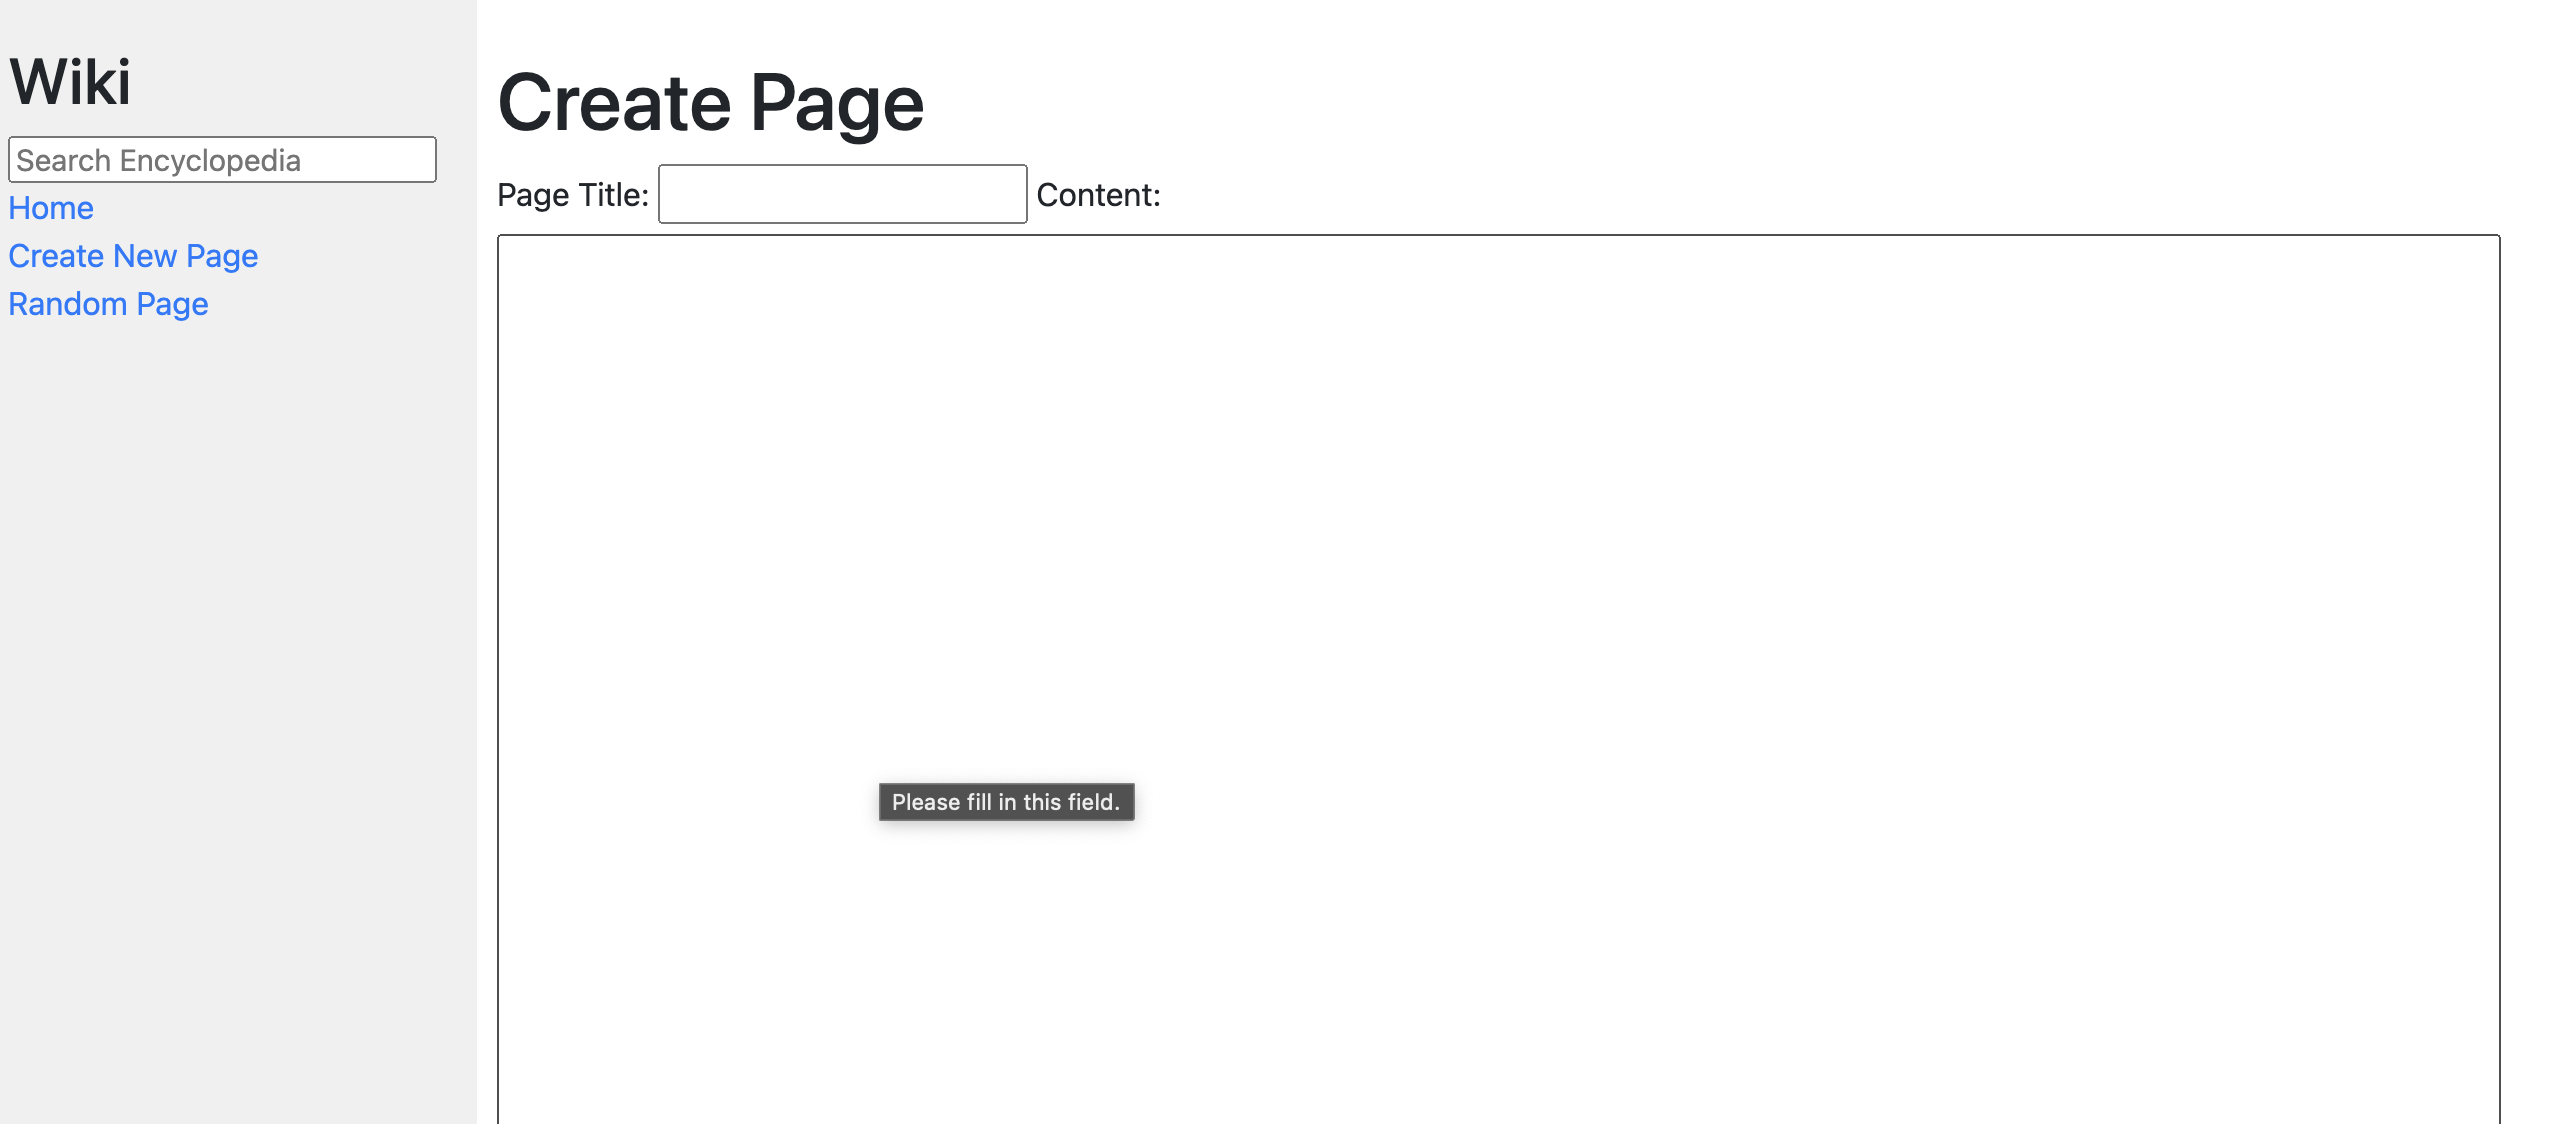 Wiki
Search Encyclopedia
Home
Create New Page
Random Page
Create Page
Page Title: Content:
Please fill in this field.